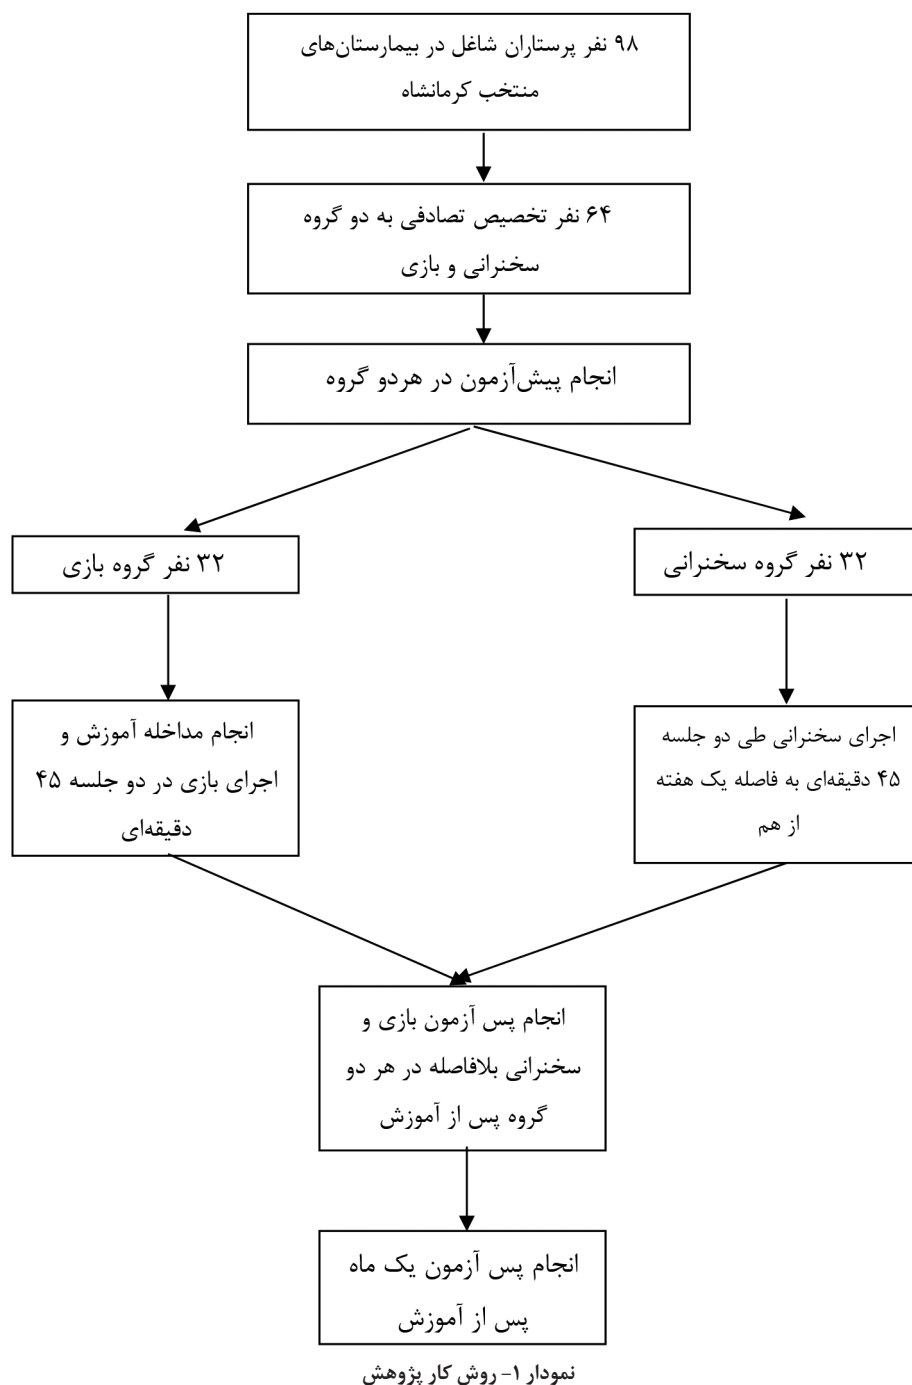 ۹۸ نفر پرستاران شاغل در بیمارستان‌های
منتخب کرمانشاه
۶۴ نفر تخصیص تصادفی به دو گروه
سخنرانی و بازی
انجام پیش‌آزمون در هردو گروه
۳۲ نفر گروه سخنرانی
۳۲ نفر گروه بازی
اجرای سخنرانی طی دو جلسه
۴۵ دقیقه‌ای به فاصله یک هفته
از هم
انجام مداخله آموزش و
اجرای بازی در دو جلسه ۴۵
دقیقه‌ای
انجام پس آزمون بازی و
سخنرانی بلافاصله در هر دو
گروه پس از آموزش
انجام پس آزمون یک ماه
پس از آموزش
نمودار ۱- روش کار پژوهش